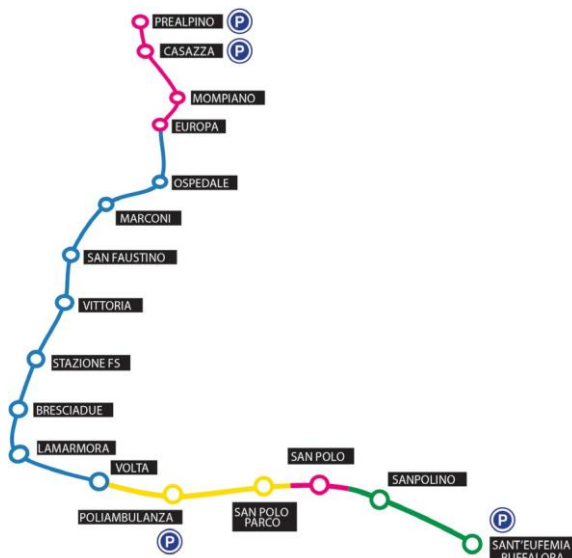 PREALPINO P
CASAZZA P
MOMPIANO
EUROPA
OSPEDALE
MARCONI
SAN FAUSTINO
VITTORIA
STAZIONE FS
BRESCIADUE
LAMARMORA
VOLTA
POLIAMBULANZA
P
SAN POLO
PARCO
SAN POLO
SANPOLINO
P
SANT'EUFEMIA
BUFFALORA